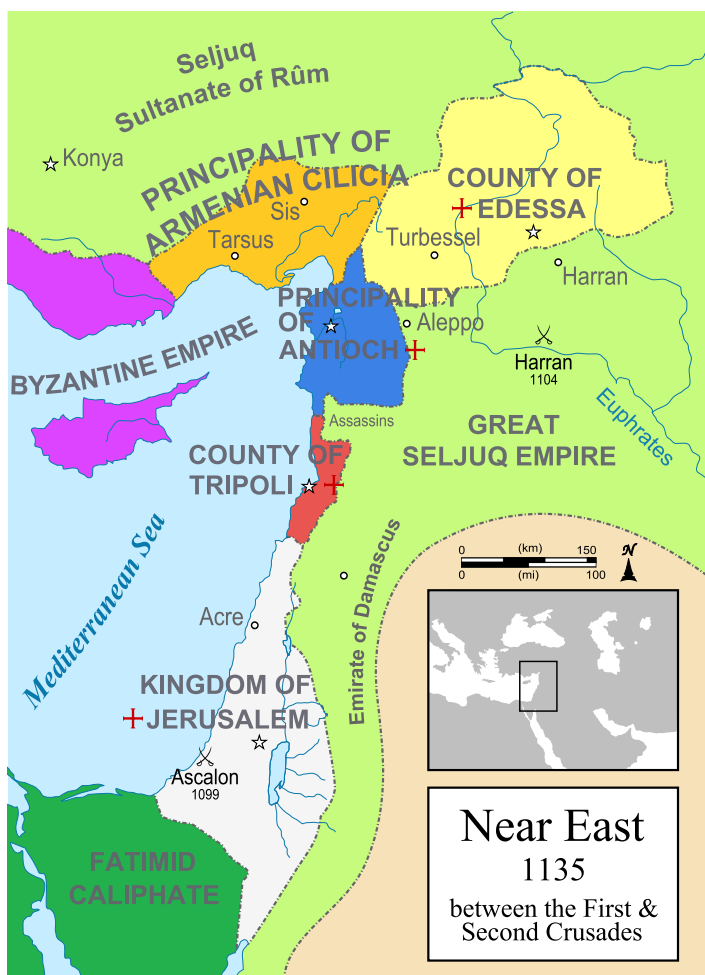 Seljuq
Sultanate of Rûm
Konya
PRINCIPALITY OF
ARMENIAN CILICIA
Sis
Tarsus
COUNTY OF
EDESSA
Turbessel
Harran
PRINCIPALITY
OF
ANTIOCH
Aleppo
Harran
1104
BYZANTINE EMPIRE
Euphrates
Assassins
GREAT
SELJUQ EMPIRE
COUNTY OF
TRIPOLI
Mediterranean Sea
Emirate of Damascus
0 (km) 150
0 (mi) 100
N
Acre
KINGDOM OF
JERUSALEM
Ascalon
1099
FATIMID
CALIPHATE
Near East
1135
between the First &
Second Crusades